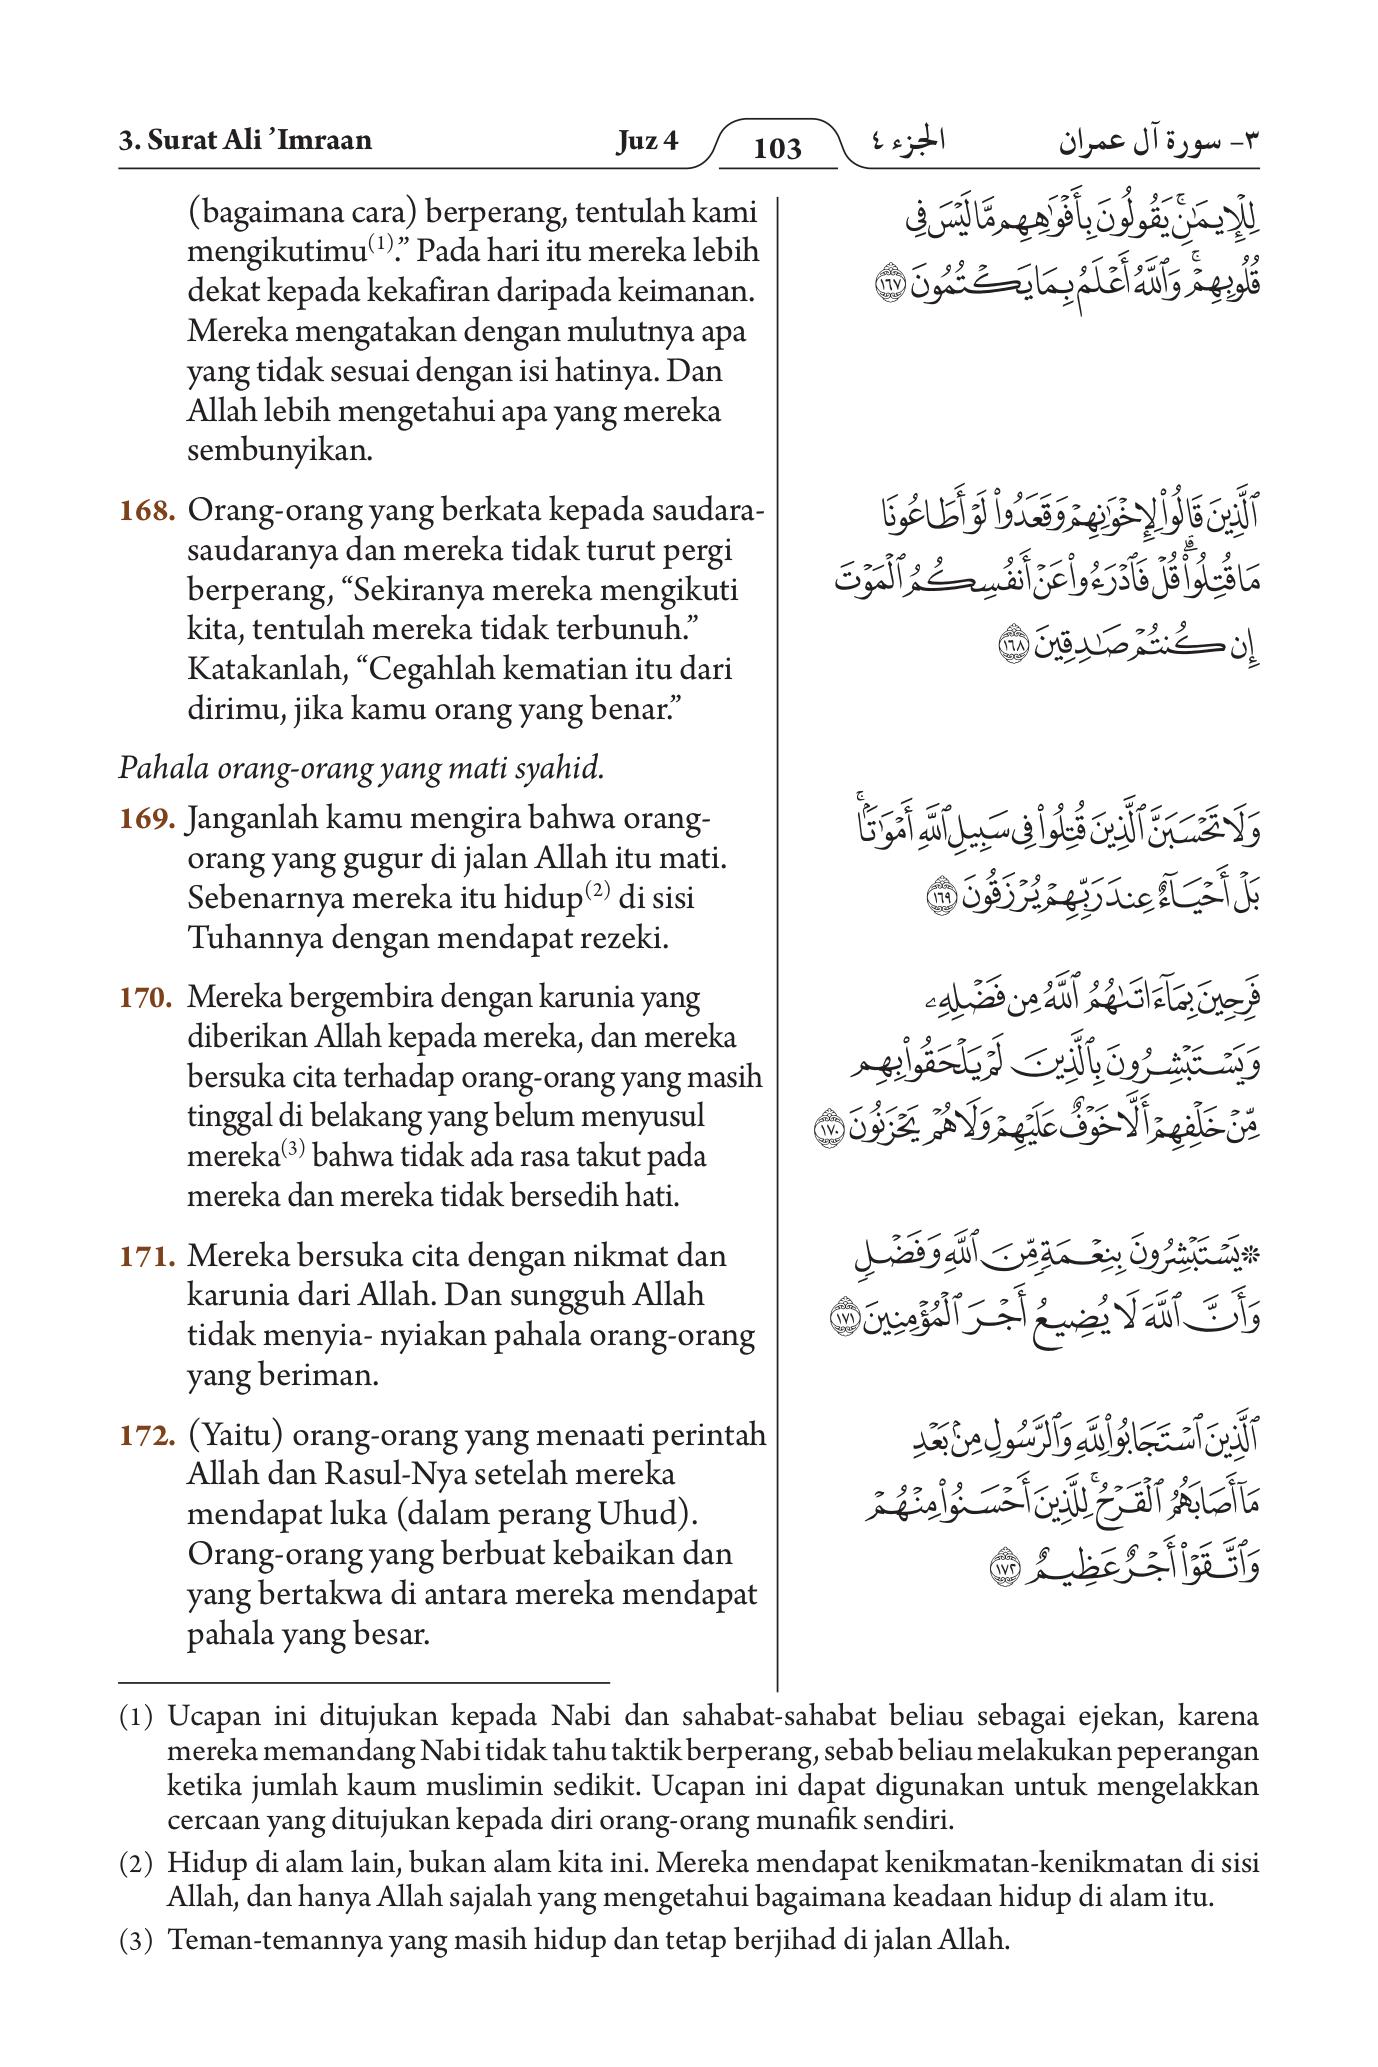 3. Surat Ali ’Imraan
Juz 4
103
الجزء ٤
٣- سورة آل عمران
(bagaimana cara) berperang, tentulah kami
mengikutimu(1).” Pada hari itu mereka lebih
dekat kepada kekafiran daripada keimanan.
Mereka mengatakan dengan mulutnya apa
yang tidak sesuai dengan isi hatinya. Dan
Allah lebih mengetahui apa yang mereka
sembunyikan.
لِلْإِيمَٰنِۚ يَقُولُونَ بِأَفْوَٰهِهِم مَّا لَيْسَ فِى
قُلُوبِهِمْۚ وَٱللَّهُ أَعْلَمُ بِمَا يَكْتُمُونَ ١٦٧
168. Orang-orang yang berkata kepada saudara-
saudaranya dan mereka tidak turut pergi
berperang, “Sekiranya mereka mengikuti
kita, tentulah mereka tidak terbunuh.”
Katakanlah, “Cegahlah kematian itu dari
dirimu, jika kamu orang yang benar.”
ٱلَّذِينَ قَالُوا۟ لِإِخْوَٰنِهِمْ وَقَعَدُوا۟ لَوْ أَطَاعُونَا
مَا قُتِلُوا۟ۗ قُلْ فَٱدْرَءُوا۟ عَنْ أَنفُسِكُمُ ٱلْمَوْتَ
إِن كُنتُمْ صَٰدِقِينَ ١٦٨
Pahala orang-orang yang mati syahid.
169. Janganlah kamu mengira bahwa orang-
orang yang gugur di jalan Allah itu mati.
Sebenarnya mereka itu hidup(2) di sisi
Tuhannya dengan mendapat rezeki.
وَلَا تَحْسَبَنَّ ٱلَّذِينَ قُتِلُوا۟ فِى سَبِيلِ ٱللَّهِ أَمْوَٰتًۢاۚ
بَلْ أَحْيَآءٌ عِندَ رَبِّهِمْ يُرْزَقُونَ ١٦٩
170. Mereka bergembira dengan karunia yang
diberikan Allah kepada mereka, dan mereka
bersuka cita terhadap orang-orang yang masih
tinggal di belakang yang belum menyusul
mereka(3) bahwa tidak ada rasa takut pada
mereka dan mereka tidak bersedih hati.
فَرِحِينَ بِمَآ ءَاتَىٰهُمُ ٱللَّهُ مِن فَضْلِهِۦ
وَيَسْتَبْشِرُونَ بِٱلَّذِينَ لَمْ يَلْحَقُوا۟ بِهِم
مِّنْ خَلْفِهِمْ أَلَّا خَوْفٌ عَلَيْهِمْ وَلَا هُمْ يَحْزَنُونَ ١٧٠
171. Mereka bersuka cita dengan nikmat dan
karunia dari Allah. Dan sungguh Allah
tidak menyia- nyiakan pahala orang-orang
yang beriman.
۞ يَسْتَبْشِرُونَ بِنِعْمَةٍ مِّنَ ٱللَّهِ وَفَضْلٍ
وَأَنَّ ٱللَّهَ لَا يُضِيعُ أَجْرَ ٱلْمُؤْمِنِينَ ١٧١
172. (Yaitu) orang-orang yang menaati perintah
Allah dan Rasul-Nya setelah mereka
mendapat luka (dalam perang Uhud).
Orang-orang yang berbuat kebaikan dan
yang bertakwa di antara mereka mendapat
pahala yang besar.
ٱلَّذِينَ ٱسْتَجَابُوا۟ لِلَّهِ وَٱلرَّسُولِ مِنۢ بَعْدِ
مَآ أَصَابَهُمُ ٱلْقَرْحُۚ لِلَّذِينَ أَحْسَنُوا۟ مِنْهُمْ
وَٱتَّقَوْا۟ أَجْرٌ عَظِيمٌ ١٧٢
(1) Ucapan ini ditujukan kepada Nabi dan sahabat-sahabat beliau sebagai ejekan, karena
mereka memandang Nabi tidak tahu taktik berperang, sebab beliau melakukan peperangan
ketika jumlah kaum muslimin sedikit. Ucapan ini dapat digunakan untuk mengelakkan
cercaan yang ditujukan kepada diri orang-orang munafik sendiri.
(2) Hidup di alam lain, bukan alam kita ini. Mereka mendapat kenikmatan-kenikmatan di sisi
Allah, dan hanya Allah sajalah yang mengetahui bagaimana keadaan hidup di alam itu.
(3) Teman-temannya yang masih hidup dan tetap berjihad di jalan Allah.